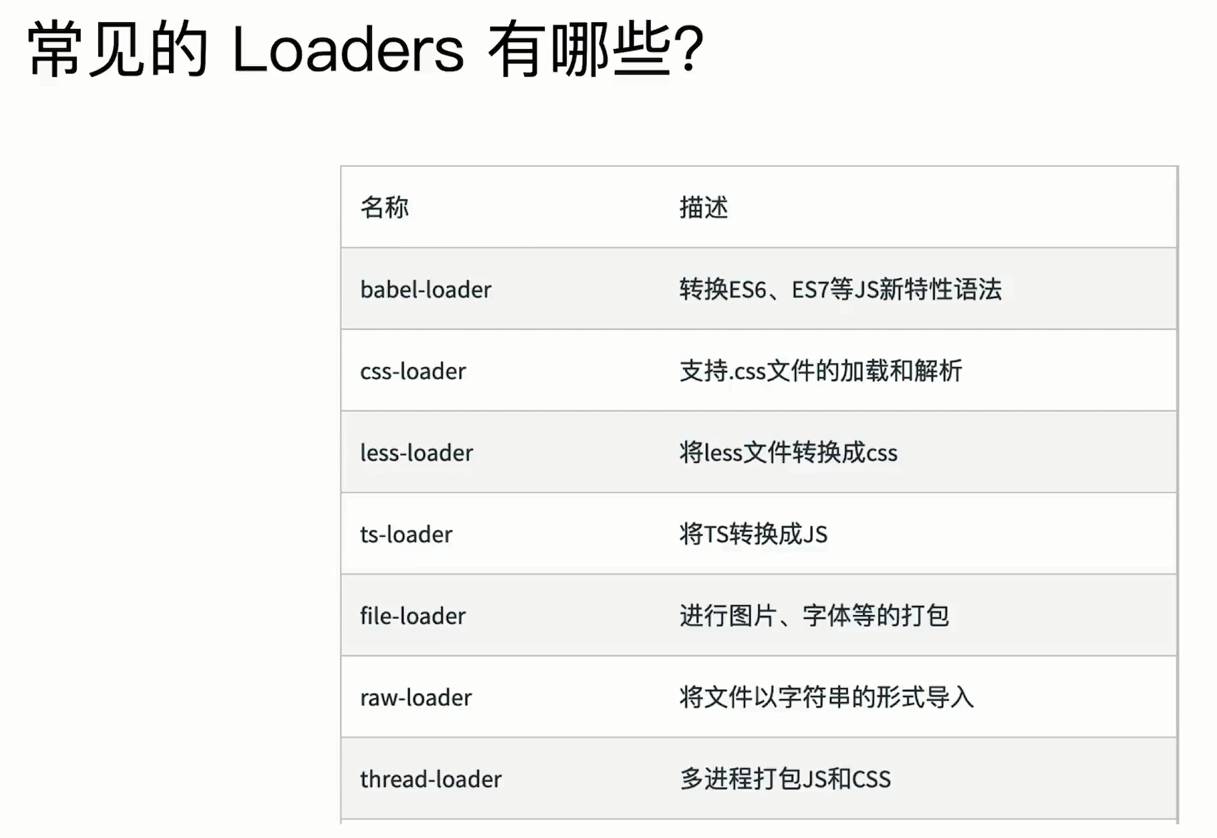 常见的 Loaders 有哪些?
名称 描述
babel-loader 转换ES6、ES7等JS新特性语法
css-loader 支持.css文件的加载和解析
less-loader 将less文件转换成css
ts-loader 将TS转换成JS
file-loader 进行图片、字体等的打包
raw-loader 将文件以字符串的形式导入
thread-loader 多进程打包JS和CSS